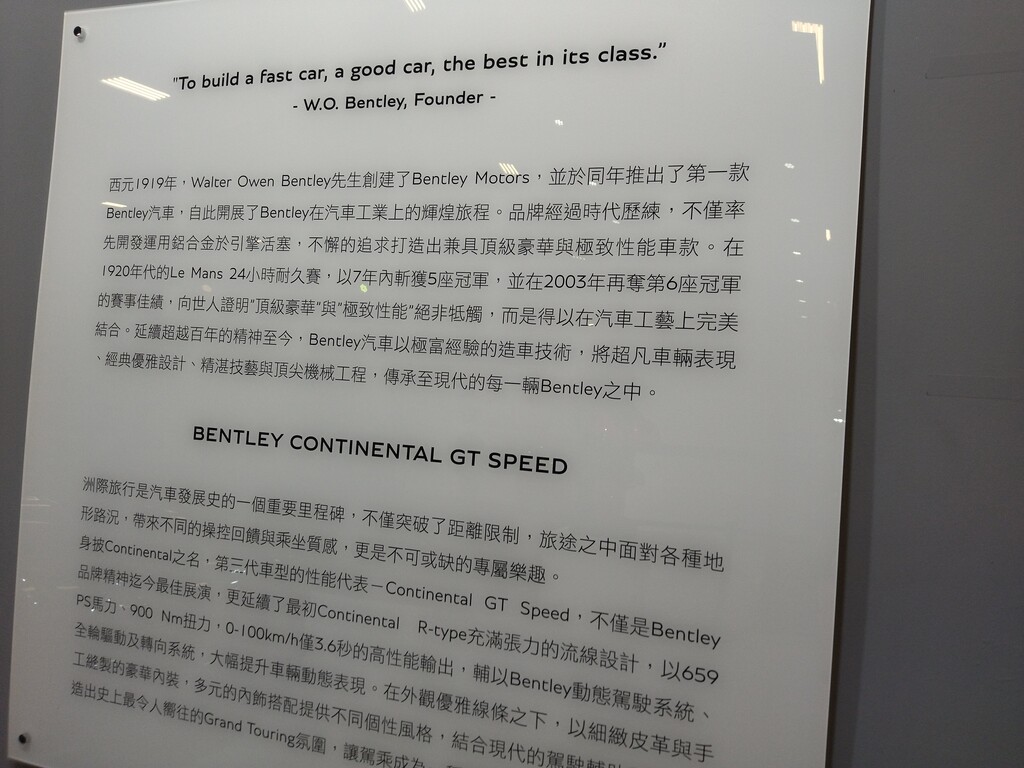 "To build a fast car, a good car, the best in its class.”
- W.O. Bentley, Founder -
西元1919年，Walter Owen Bentley先生創建了Bentley Motors，並於同年推出了第一款
Bentley汽車，自此開展了Bentley在汽車工業上的輝煌旅程。品牌經過時代歷練，不僅率
先開發運用鋁合金於引擎活塞，不懈的追求打造出兼具頂級豪華與極致性能車款。在
1920年代的Le Mans 24小時耐久賽，以7年內斬獲5座冠軍，並在2003年再奪第6座冠軍
的賽事佳績，向世人證明"頂級豪華"與"極致性能"絕非牴觸，而是得以在汽車工藝上完美
結合。延續超越百年的精神至今，Bentley汽車以極富經驗的造車技術，將超凡車輛表現
、經典優雅設計、精湛技藝與頂尖機械工程，傳承至現代的每一輛Bentley之中。
BENTLEY CONTINENTAL GT SPEED
洲際旅行是汽車發展史的一個重要里程碑，不僅突破了距離限制，旅途之中面對各種地
形路況，帶來不同的操控回饋與乘坐質感，更是不可或缺的專屬樂趣。
身披Continental之名，第三代車型的性能代表－Continental GT Speed，不僅是Bentley
品牌精神迄今最佳展演，更延續了最初Continental R-type充滿張力的流線設計，以659
PS馬力、900 Nm扭力，0-100km/h僅3.6秒的高性能輸出，輔以Bentley動態駕駛系統、
全輪驅動及轉向系統，大幅提升車輛動態表現。在外觀優雅線條之下，以細緻皮革與手
工縫製的豪華內裝，多元的內飾搭配提供不同個性風格，結合現代的駕駛輔助
造出史上最令人嚮往的Grand Touring氛圍，讓駕乘成為